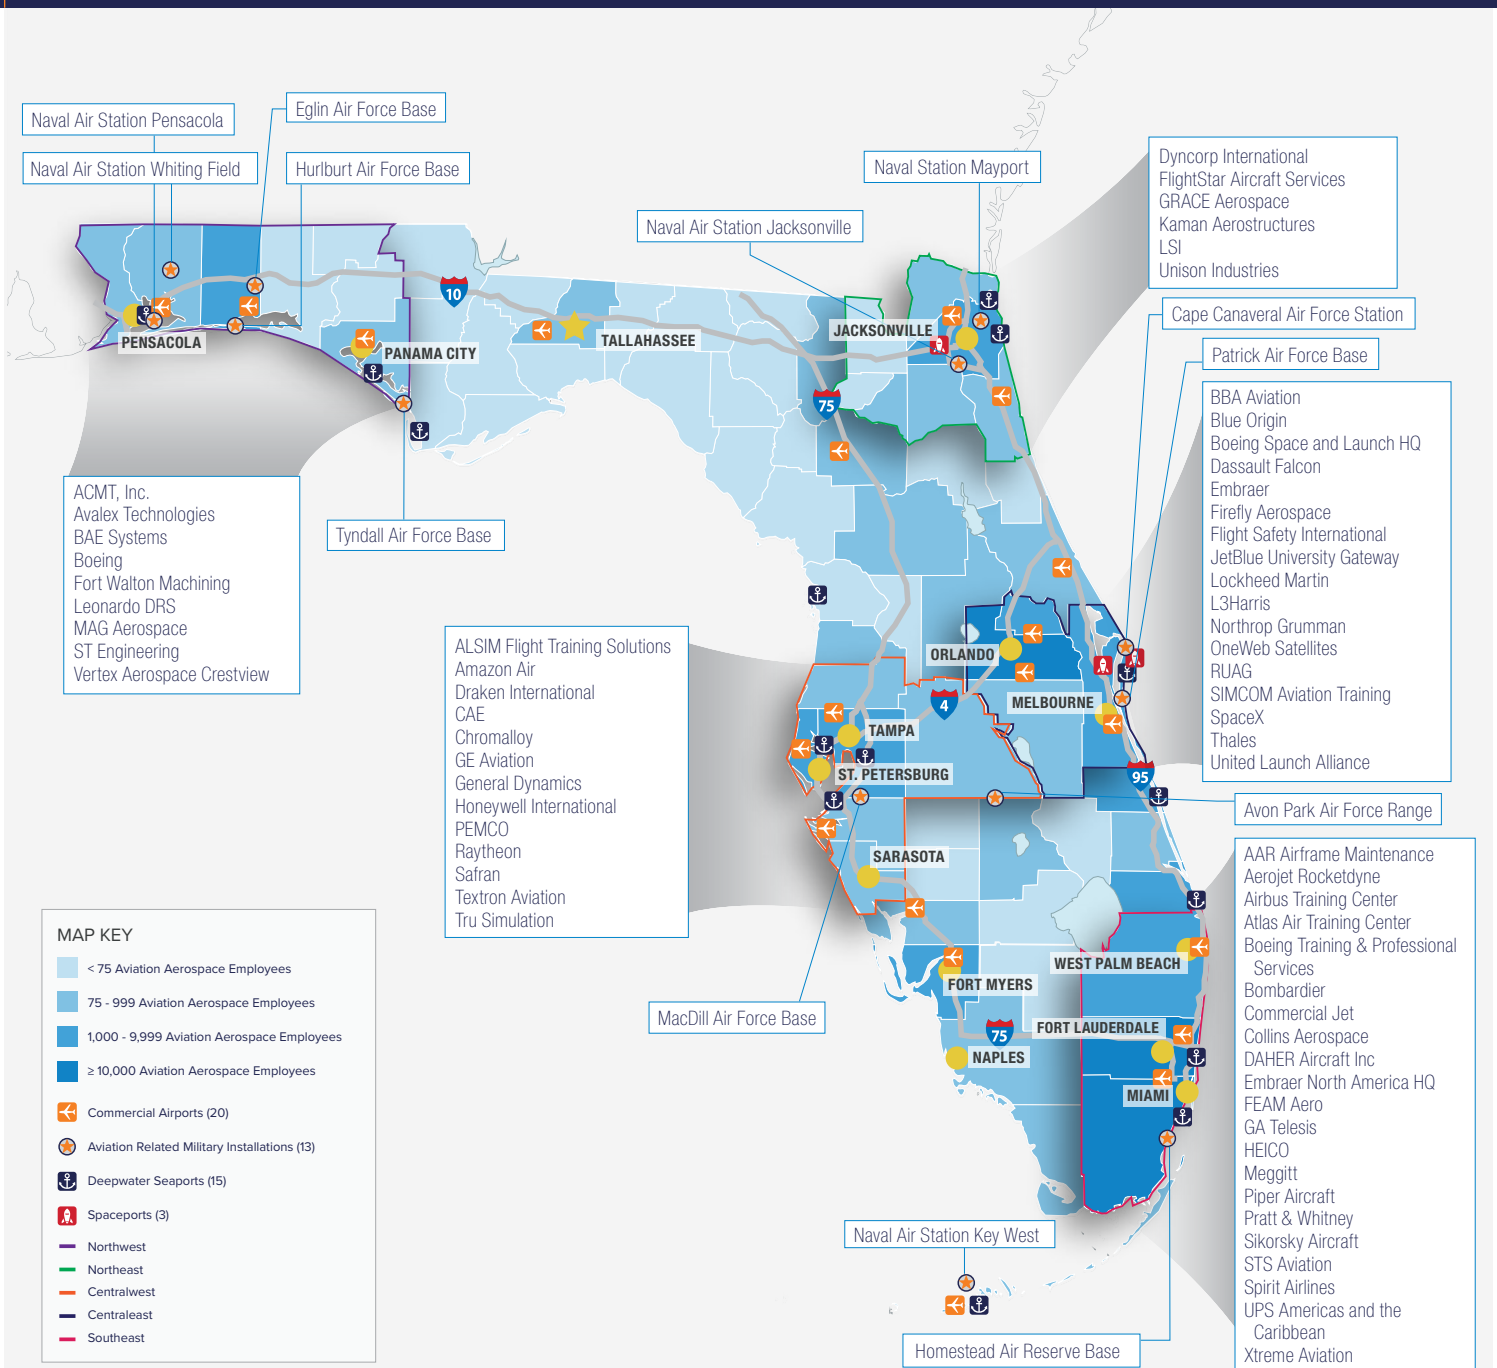 Naval Air Station Pensacola
Eglin Air Force Base
Naval Air Station Whiting Field
Hurlburt Air Force Base
Naval Station Mayport
Naval Air Station Jacksonville
Dyncorp International
FlightStar Aircraft Services
GRACE Aerospace
Kaman Aerostructures
LSI
Unison Industries
Cape Canaveral Air Force Station
Patrick Air Force Base
10
JACKSONVILLE
PENSACOLA
PANAMA CITY
TALLAHASSEE
75
BBA Aviation
Blue Origin
Boeing Space and Launch HQ
Dassault Falcon
Embraer
Firefly Aerospace
Flight Safety International
JetBlue University Gateway
Lockheed Martin
L3Harris
Northrop Grumman
OneWeb Satellites
RUAG
SIMCOM Aviation Training
SpaceX
Thales
United Launch Alliance
ACMT, Inc.
Avalex Technologies
BAE Systems
Boeing
Fort Walton Machining
Leonardo DRS
MAG Aerospace
ST Engineering
Vertex Aerospace Crestview
Tyndall Air Force Base
ALSIM Flight Training Solutions
Amazon Air
Draken International
CAE
Chromalloy
GE Aviation
General Dynamics
Honeywell International
PEMCO
Raytheon
Safran
Textron Aviation
Tru Simulation
ORLANDO
4
MELBOURNE
TAMPA
ST. PETERSBURG
95
Avon Park Air Force Range
SARASOTA
AAR Airframe Maintenance
Aerojet Rocketdyne
Airbus Training Center
Atlas Air Training Center
Boeing Training & Professional
Services
Bombardier
Commercial Jet
Collins Aerospace
DAHER Aircraft Inc
Embraer North America HQ
FEAM Aero
GA Telesis
HEICO
Meggitt
Piper Aircraft
Pratt & Whitney
Sikorsky Aircraft
STS Aviation
Spirit Airlines
UPS Americas and the
Caribbean
Xtreme Aviation
WEST PALM BEACH
FORT MYERS
MacDill Air Force Base
75
FORT LAUDERDALE
NAPLES
MIAMI
Naval Air Station Key West
Homestead Air Reserve Base
MAP KEY
< 75 Aviation Aerospace Employees
75 - 999 Aviation Aerospace Employees
1,000 - 9,999 Aviation Aerospace Employees
≥ 10,000 Aviation Aerospace Employees
Commercial Airports (20)
Aviation Related Military Installations (13)
Deepwater Seaports (15)
Spaceports (3)
Northwest
Northeast
Centralwest
Centraleast
Southeast